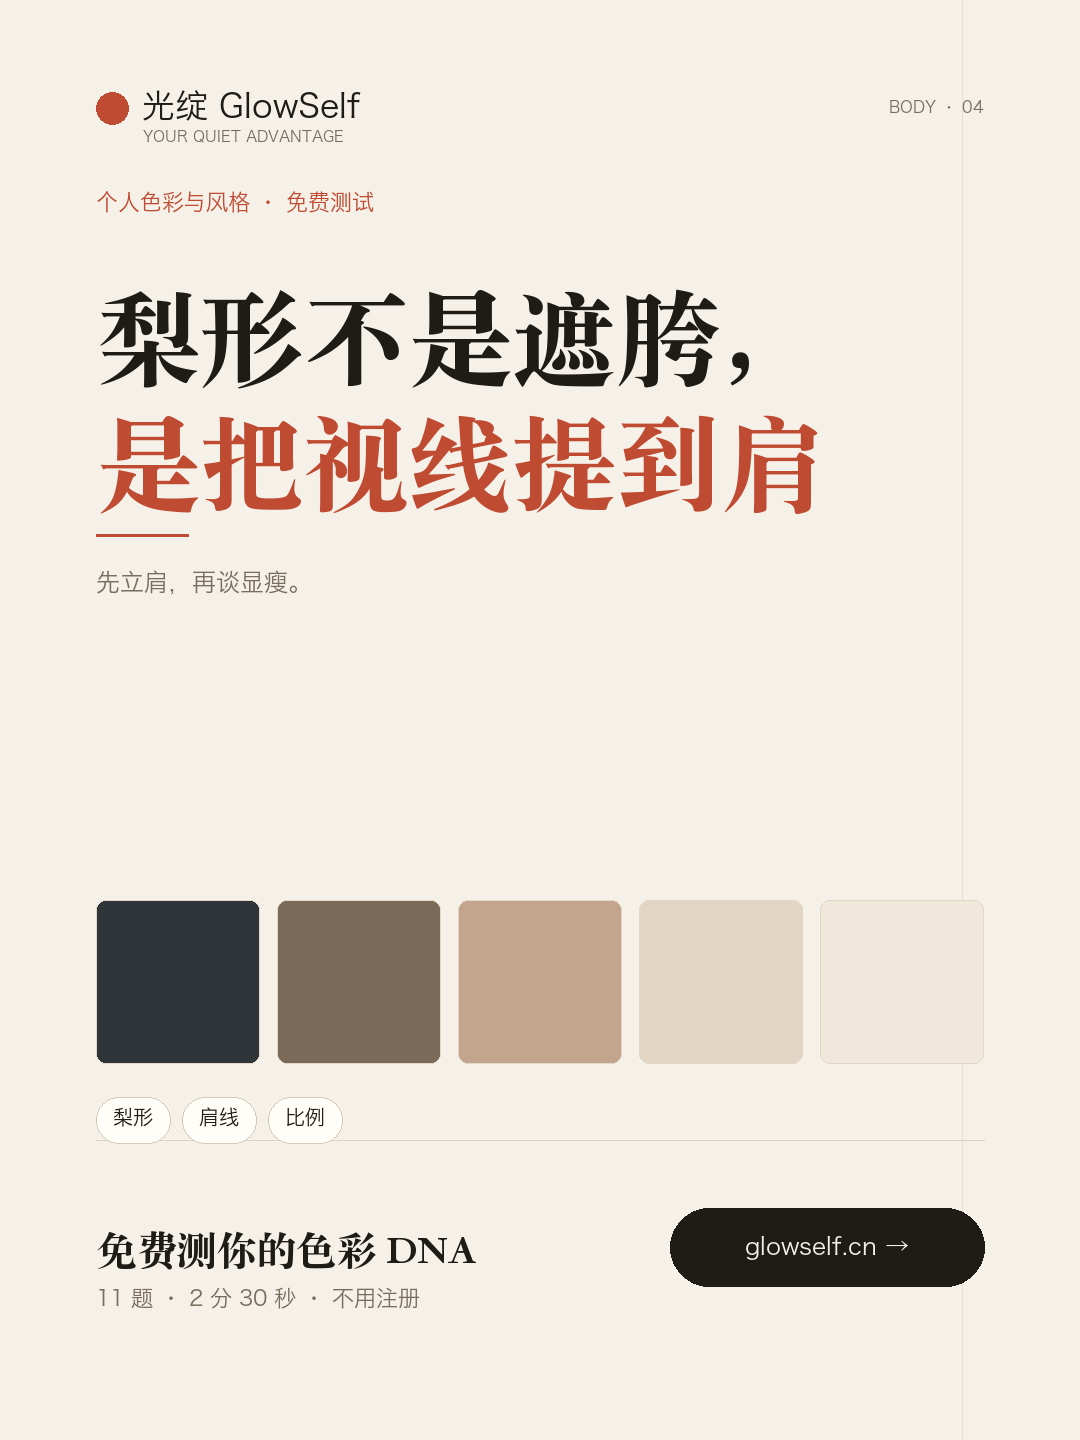 光绽 GlowSelf
YOUR QUIET ADVANTAGE
BODY · 04
个人色彩与风格 · 免费测试
梨形不是遮胯，
是把视线提到肩
先立肩，再谈显瘦。
梨形
肩线
比例
免费测你的色彩 DNA
11 题 · 2 分 30 秒 · 不用注册
glowself.cn →